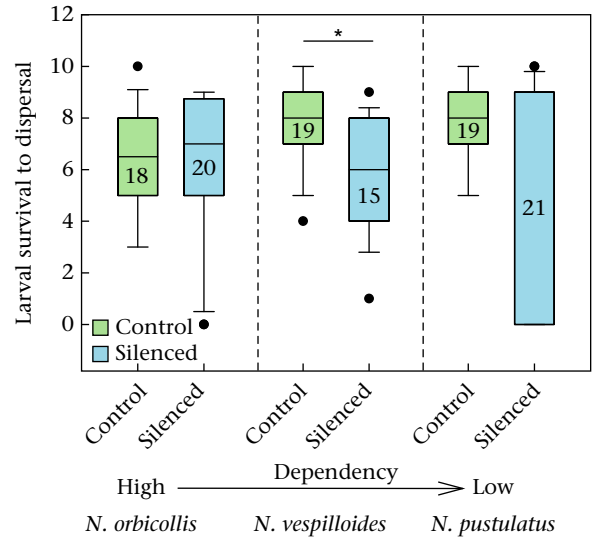 Larval survival to dispersal
12
10
8
6
4
2
0
*
18
20
19
15
19
21
Control
Silenced
Control
Silenced
Control
Silenced
Control
Silenced
Dependency
High
Low
N. orbicollis
N. vespilloides
N. pustulatus